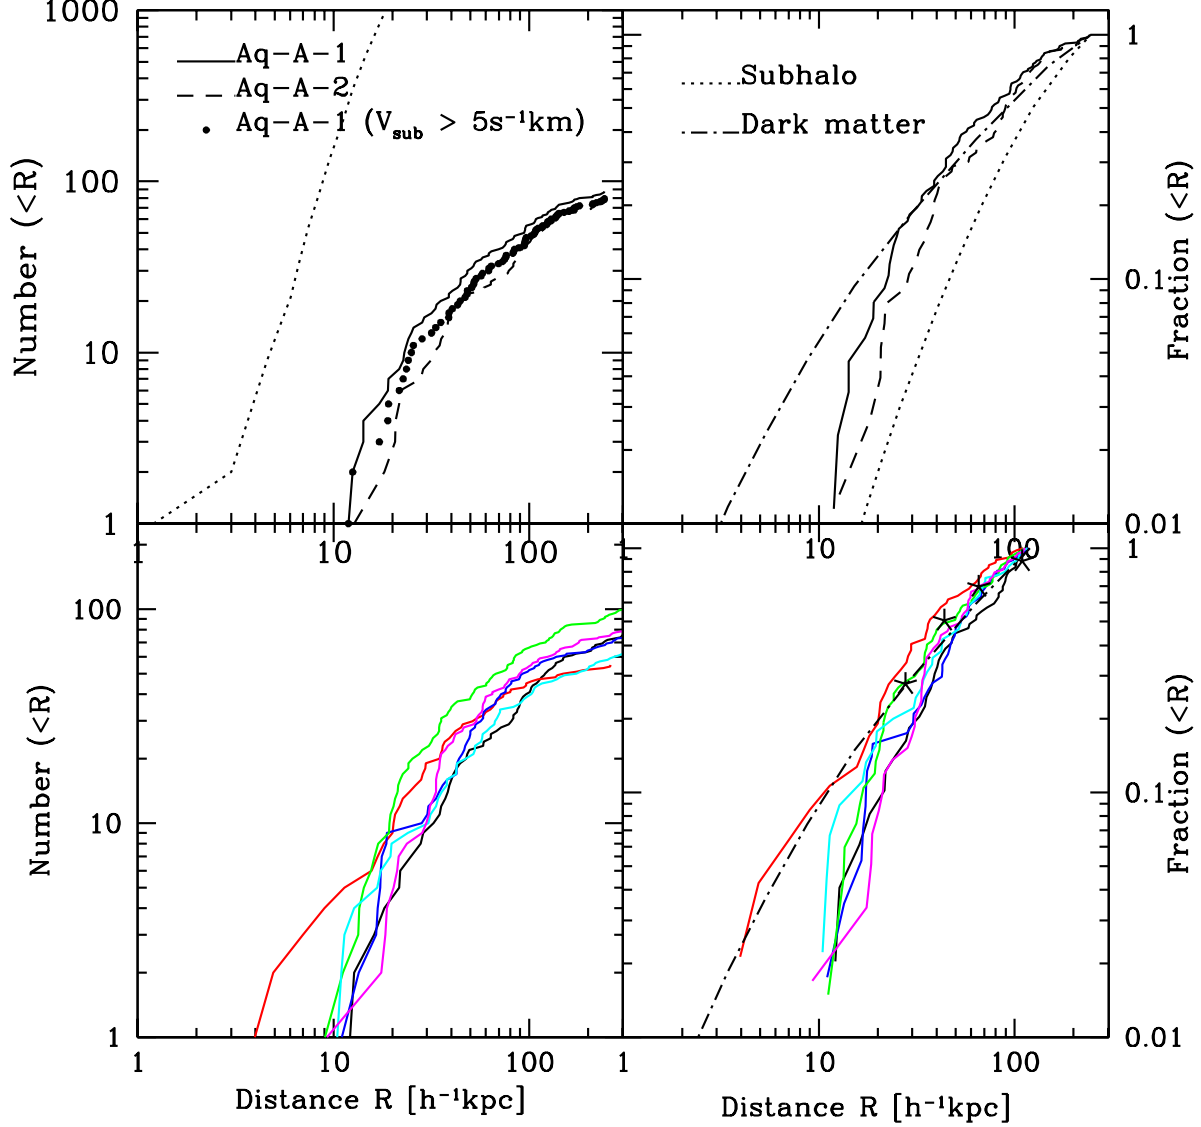 1000
100
10
1
Number (<R)
Aq-A-1
Aq-A-2
Aq-A-1 (Vsub > 5s⁻¹km)
1
10
100
1
Subhalo
Dark matter
1
0.1
0.01
Fraction (<R)
10
100
100
10
1
Number (<R)
1
10
100
1
Distance R [h⁻¹kpc]
1
0.1
0.01
Fraction (<R)
10
100
Distance R [h⁻¹kpc]